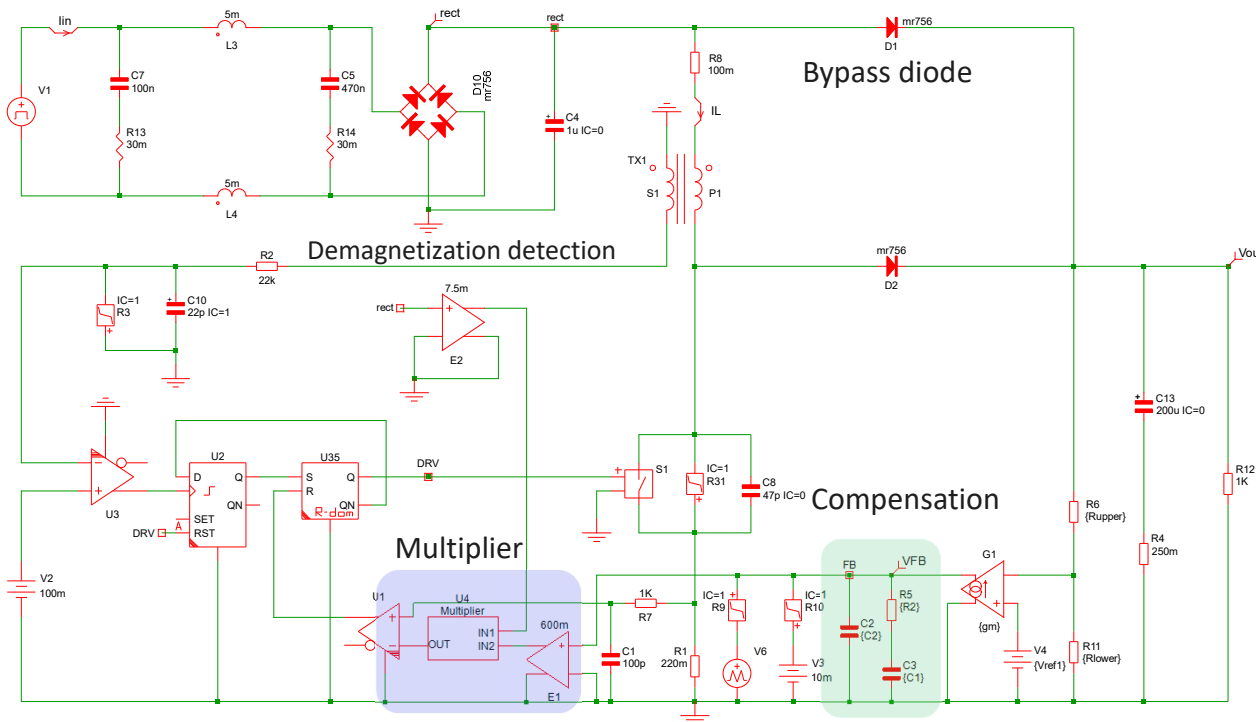 Iin
5m
L3
rect
rect
mr756
D1
Bypass diode
R8
100m
IL
C7
100n
C5
470n
D10
mr756
V1
C4
1u IC=0
R13
30m
R14
30m
TX1
S1
P1
5m
L4
Demagnetization detection
R2
22k
mr756
D2
Vou
IC=1
R3
C10
22p IC=1
7.5m
rect
E2
C13
200u IC=0
U2
U35
DRV
D
Q
S
Q
R
QN
QN
R-dom
SET
DRV
A
RST
U3
S1
IC=1
R31
C8
47p IC=0
R12
1K
Compensation
R6
{Rupper}
R4
250m
Multiplier
V2
100m
U1
U4
Multiplier
OUT
IN1
IN2
600m
E1
1K
R7
C1
100p
R1
220m
IC=1
R9
IC=1
R10
V6
V3
10m
FB
VFB
R5
{R2}
C2
{C2}
C3
{C1}
G1
{gm}
V4
{Vref1}
R11
{Rlower}